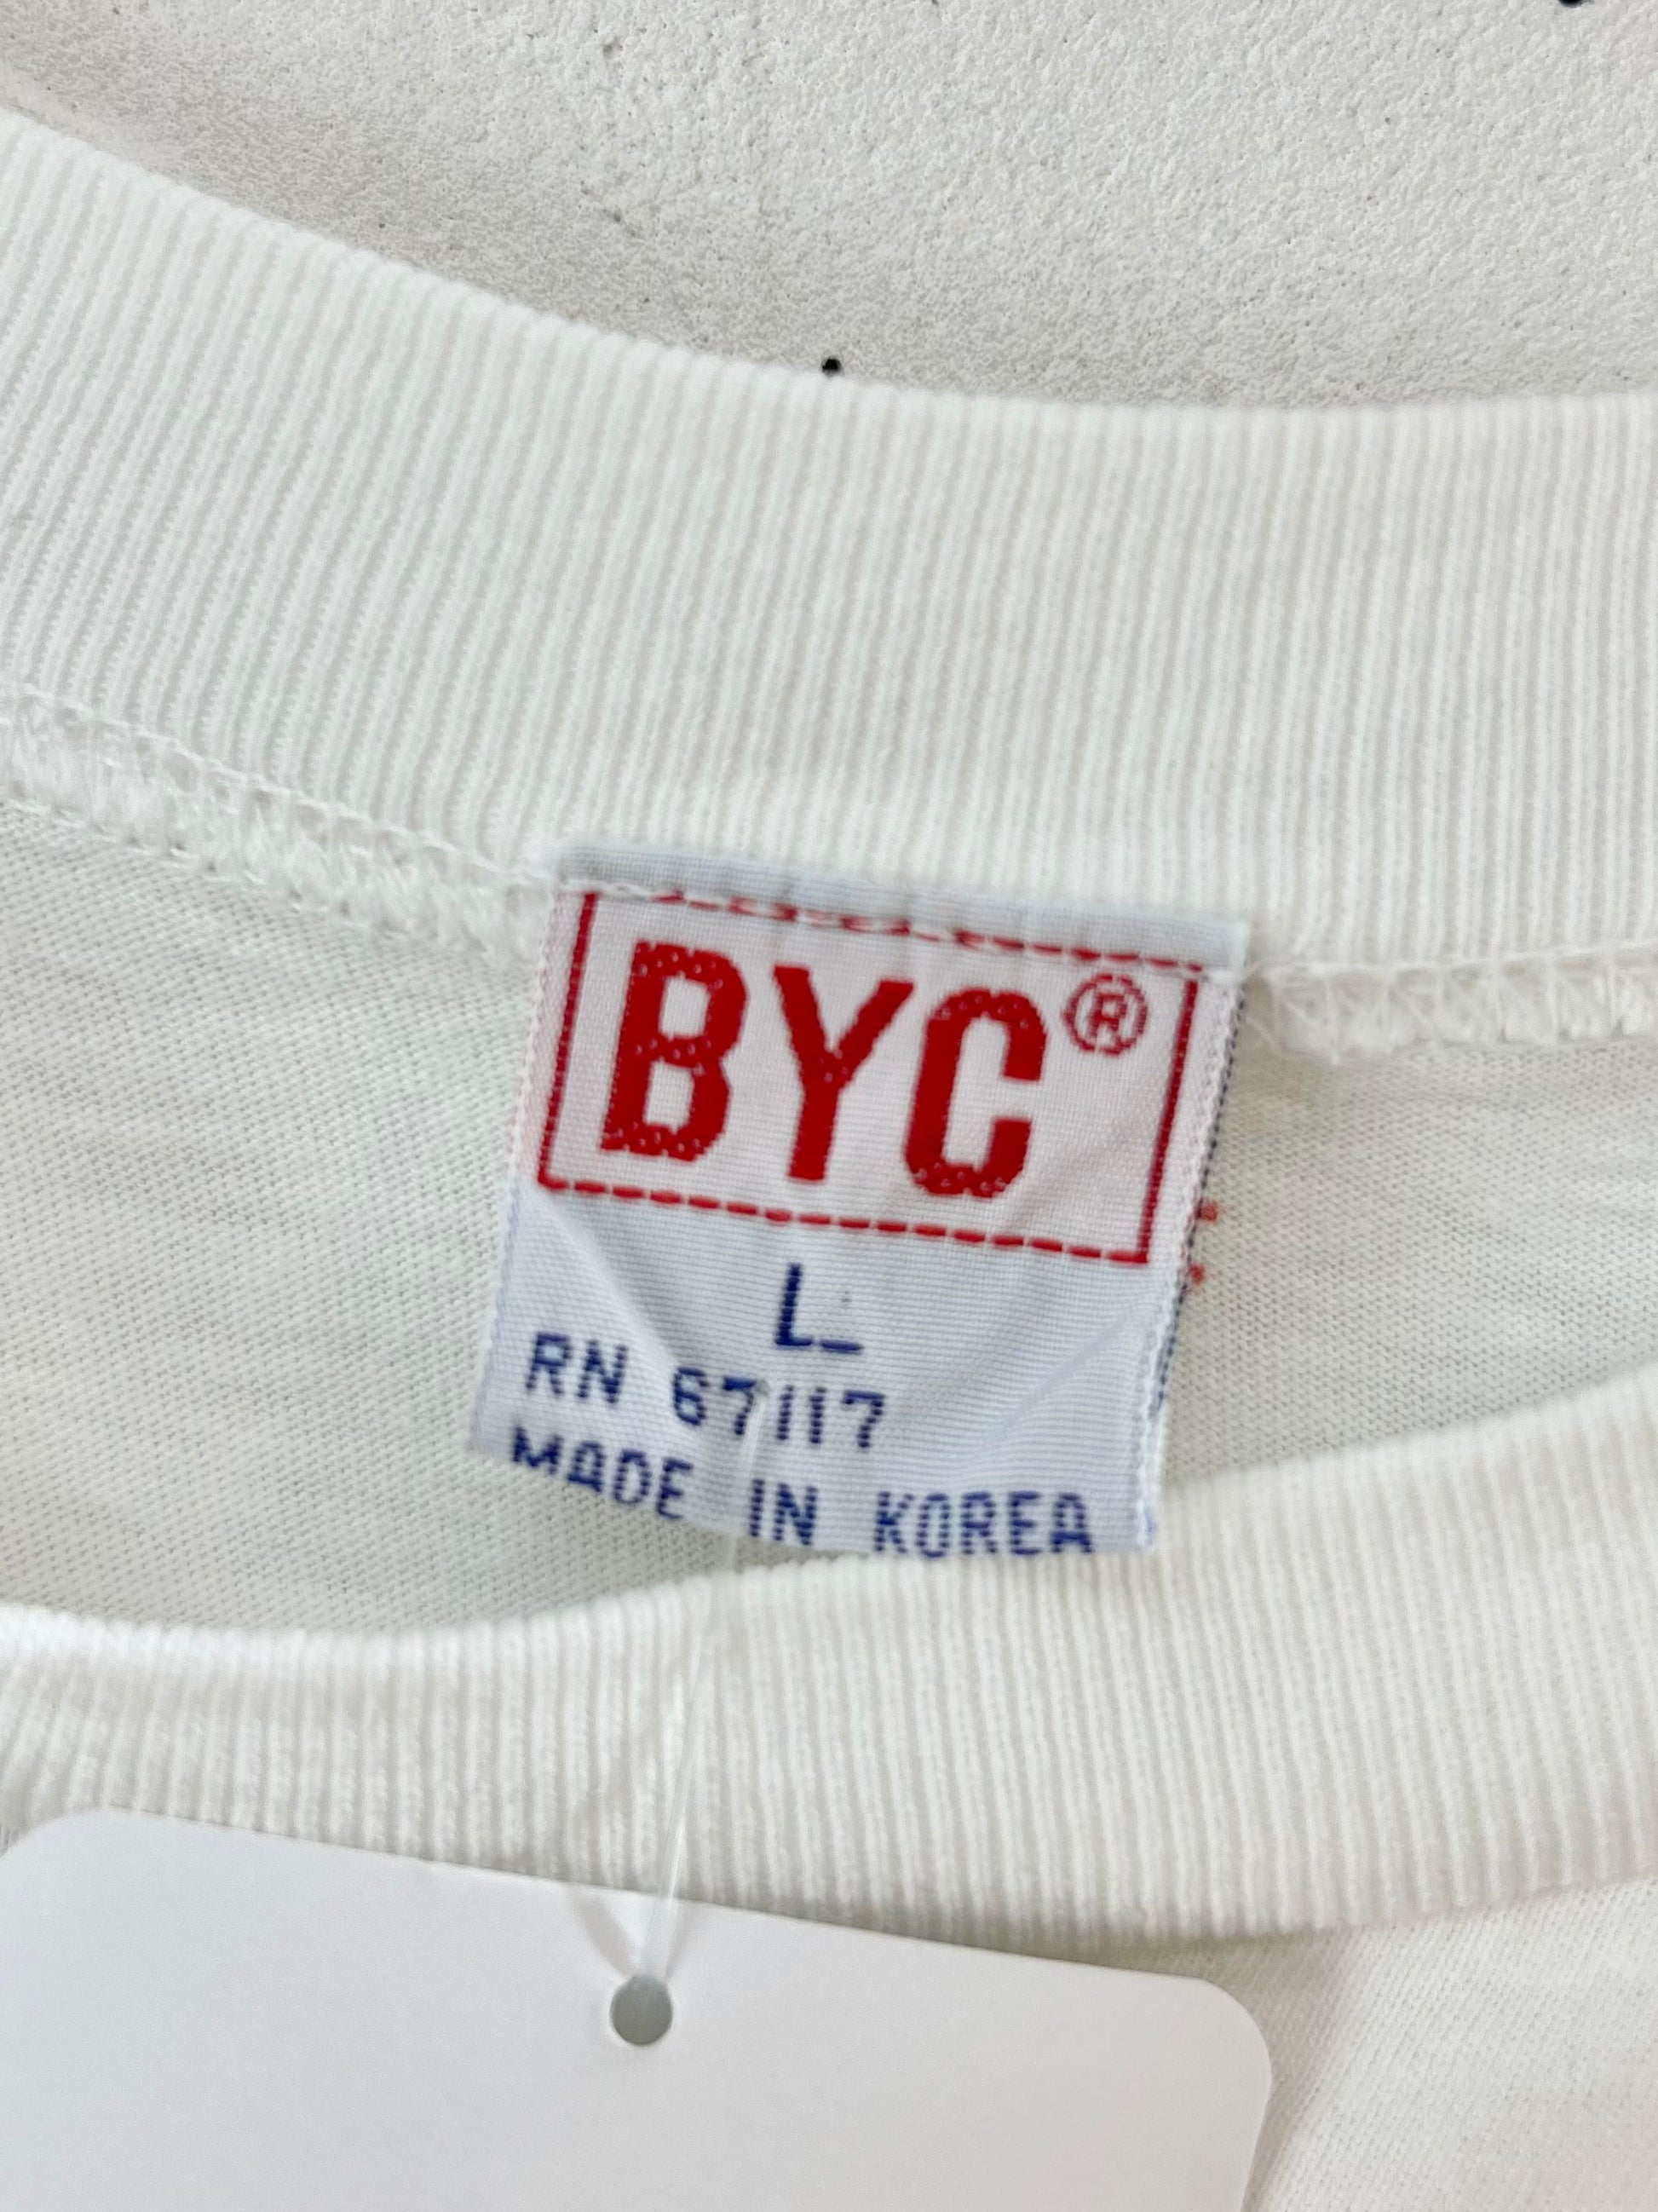 BYC®
L
RN 67117
MADE IN KOREA